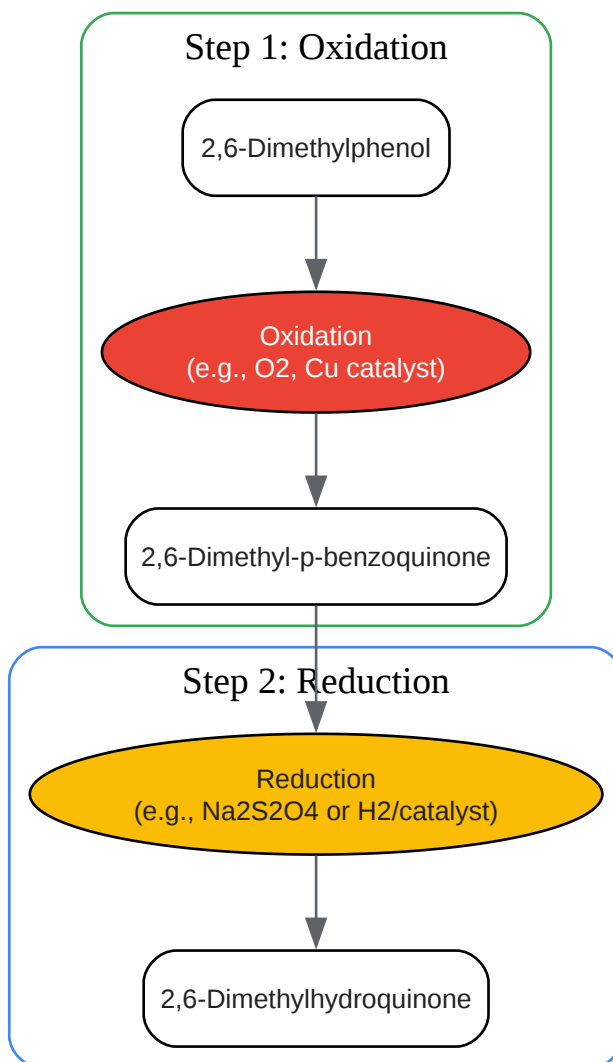 Step 1: Oxidation
2,6-Dimethylphenol
Oxidation
(e.g., O2, Cu catalyst)
2,6-Dimethyl-p-benzoquinone
Step 2: Reduction
Reduction
(e.g., Na2S2O4 or H2/catalyst)
2,6-Dimethylhydroquinone